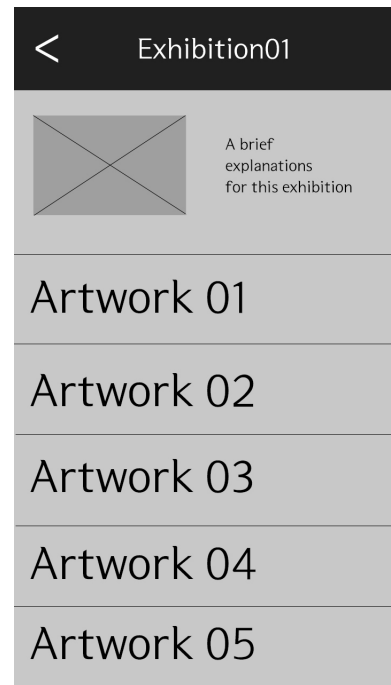 < Exhibition01
A brief
explanations
for this exhibition
Artwork 01
Artwork 02
Artwork 03
Artwork 04
Artwork 05